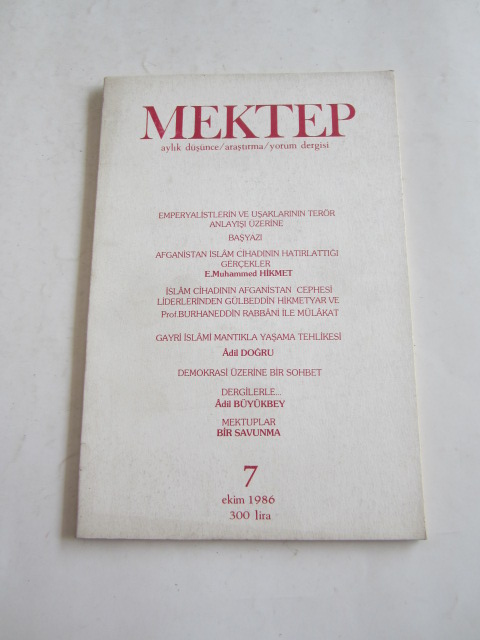 MEKTEP
aylık düşünce/araştırma/yorum dergisi
EMPERYALİSTLERİN VE UŞAKLARININ TERÖR
ANLAYIŞI ÜZERİNE
BAŞYAZI
AFGANİSTAN İSLÂM CİHADININ HATIRLATTIĞI
GERÇEKLER
E.Muhammed HİKMET
İSLÂM CİHADININ AFGANİSTAN CEPHESİ
LİDERLERİNDEN GÜLBEDDİN HİKMETYAR VE
Prof.BURHANEDDİN RABBÂNİ İLE MÜLÂKAT
GAYRİ İSLÂMİ MANTIKLA YAŞAMA TEHLİKESİ
Âdil DOĞRU
DEMOKRASİ ÜZERİNE BİR SOHBET
DERGİLERLE...
Âdil BÜYÜKBEY
MEKTUPLAR
BİR SAVUNMA
7
ekim 1986
300 lira